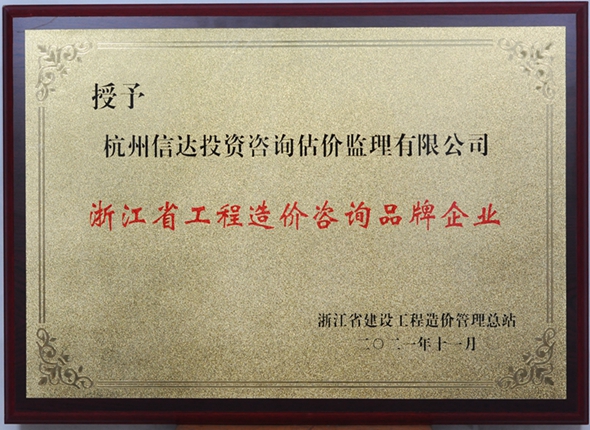 授予
杭州信达投资咨询估价监理有限公司
浙江省工程造价咨询品牌企业
浙江省建设工程造价管理总站
二〇二一年十一月